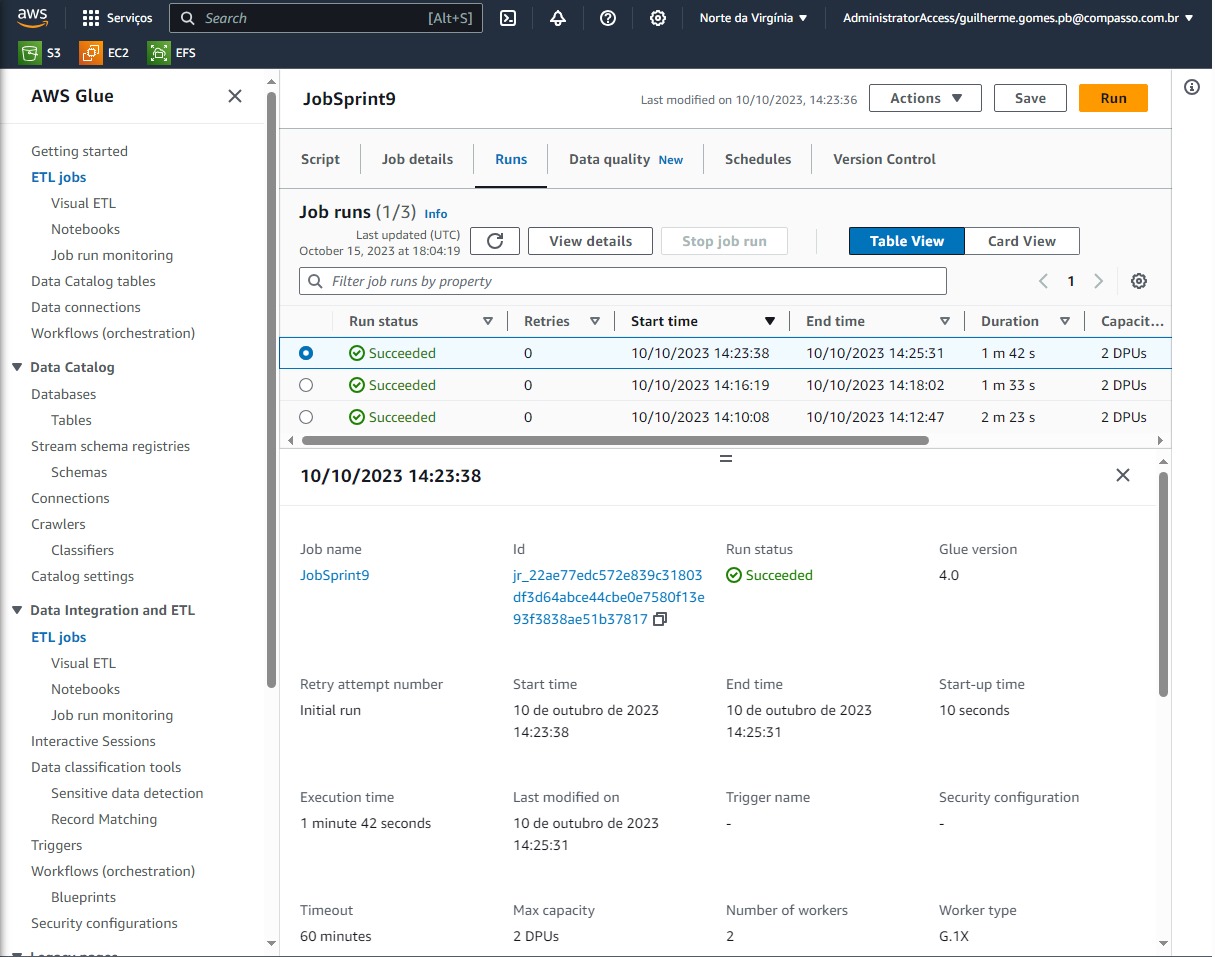 aws Serviços Search [Alt+S] Norte da Virgínia AdministratorAccess/guilherme.gomes.pb@compasso.com.br
S3 EC2 EFS
AWS Glue
Getting started
ETL jobs
Visual ETL
Notebooks
Job run monitoring
Data Catalog tables
Data connections
Workflows (orchestration)
Data Catalog
Databases
Tables
Stream schema registries
Schemas
Connections
Crawlers
Classifiers
Catalog settings
Data Integration and ETL
ETL jobs
Visual ETL
Notebooks
Job run monitoring
Interactive Sessions
Data classification tools
Sensitive data detection
Record Matching
Triggers
Workflows (orchestration)
Blueprints
Security configurations
Legacy pages
JobSprint9 Last modified on 10/10/2023, 14:23:36 Actions Save Run
Script Job details Runs Data quality New Schedules Version Control
Job runs (1/3) Info
Last updated (UTC)
October 15, 2023 at 18:04:19
View details Stop job run Table View Card View
Filter job runs by property 1
Run status Retries Start time End time Duration Capacit...
Succeeded 0 10/10/2023 14:23:38 10/10/2023 14:25:31 1 m 42 s 2 DPUs
Succeeded 0 10/10/2023 14:16:19 10/10/2023 14:18:02 1 m 33 s 2 DPUs
Succeeded 0 10/10/2023 14:10:08 10/10/2023 14:12:47 2 m 23 s 2 DPUs
10/10/2023 14:23:38
Job name Id Run status Glue version
JobSprint9 jr_22ae77edc572e839c31803 Succeeded 4.0
df3d64abce44cbe0e7580f13e
93f3838ae51b37817
Retry attempt number Start time End time Start-up time
Initial run 10 de outubro de 2023 10 de outubro de 2023 10 seconds
14:23:38 14:25:31
Execution time Last modified on Trigger name Security configuration
1 minute 42 seconds 10 de outubro de 2023 - -
14:25:31
Timeout Max capacity Number of workers Worker type
60 minutes 2 DPUs 2 G.1X